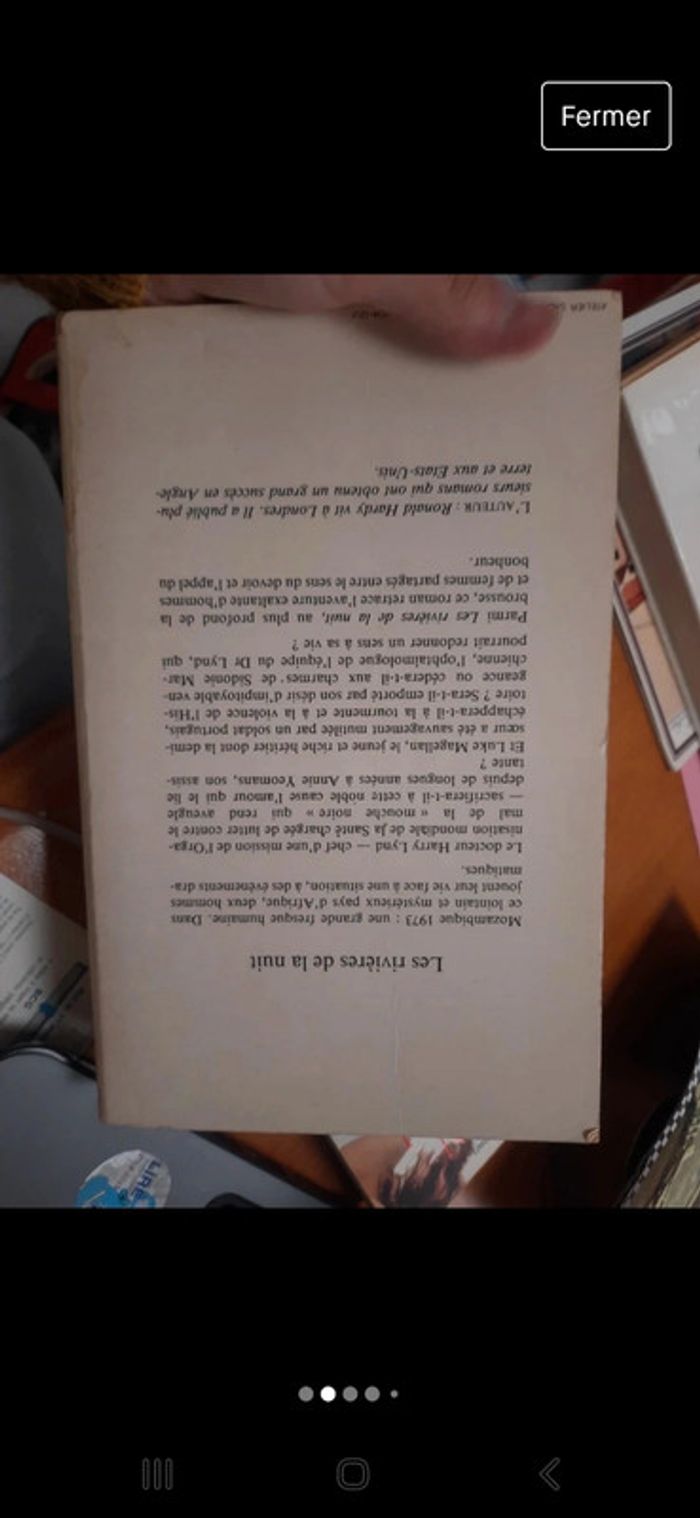 Fermer
Les rivières de la nuit
Mozambique 1973 : une grande fresque humaine. Dans
ce lointain et mystérieux pays d'Afrique, deux hommes
jouent leur vie face à une situation, à des événements dra-
matiques.
Le docteur Harry Lynd — chef d'une mission de l'Orga-
nisation mondiale de la Santé chargée de lutter contre le
mal de la « mouche noire » qui rend aveugle
— sacrifiera-t-il à cette noble cause l'amour qui le lie
depuis de longues années à Annie Yeomans, son assis-
tante ?
Et Luke Magellan, le jeune et riche héritier dont la demi-
sœur a été sauvagement mutilée par un soldat portugais,
échappera-t-il à la tourmente et à la violence de l'His-
toire ? Sera-t-il emporté par son désir d'impitoyable ven-
geance ou cédera-t-il aux charmes de Sidonie Mar-
chienne, l'ophtalmologue de l'équipe du Dr Lynd, qui
pourrait redonner un sens à sa vie ?
Parmi Les rivières de la nuit, au plus profond de la
brousse, ce roman retrace l'aventure exaltante d'hommes
et de femmes partagés entre le sens du devoir et l'appel du
bonheur.
L'AUTEUR : Ronald Hardy vit à Londres. Il a publié plu-
sieurs romans qui ont obtenu un grand succès en Angle-
terre et aux Etats-Unis.
ATELIER
LIRE
SCG